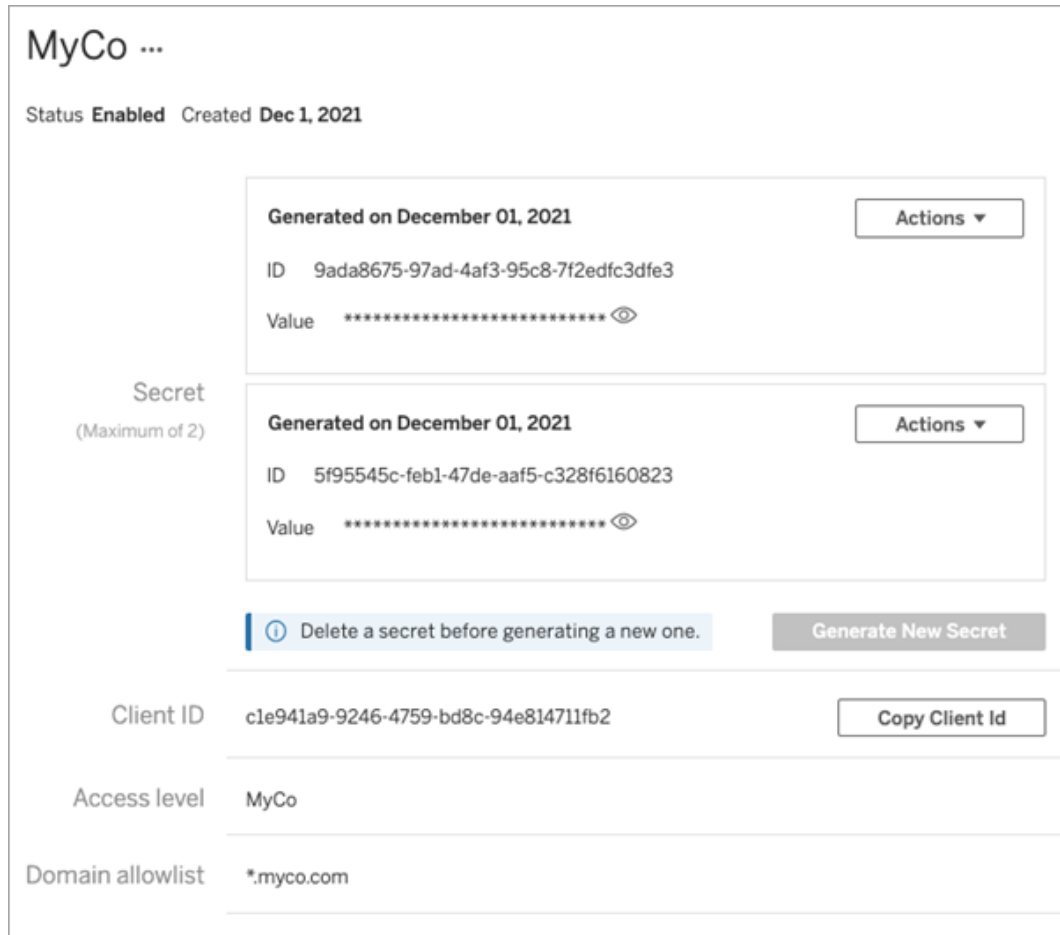 MyCo ...
Status Enabled Created Dec 1, 2021
Generated on December 01, 2021
Actions ▾
ID 9ada8675-97ad-4af3-95c8-7f2edfc3dfe3
Value ***************************
Secret
(Maximum of 2)
Generated on December 01, 2021
Actions ▾
ID 5f95545c-feb1-47de-aaf5-c328f6160823
Value ***************************
Delete a secret before generating a new one.
Generate New Secret
Client ID c1e941a9-9246-4759-bd8c-94e814711fb2
Copy Client Id
Access level MyCo
Domain allowlist *.myco.com